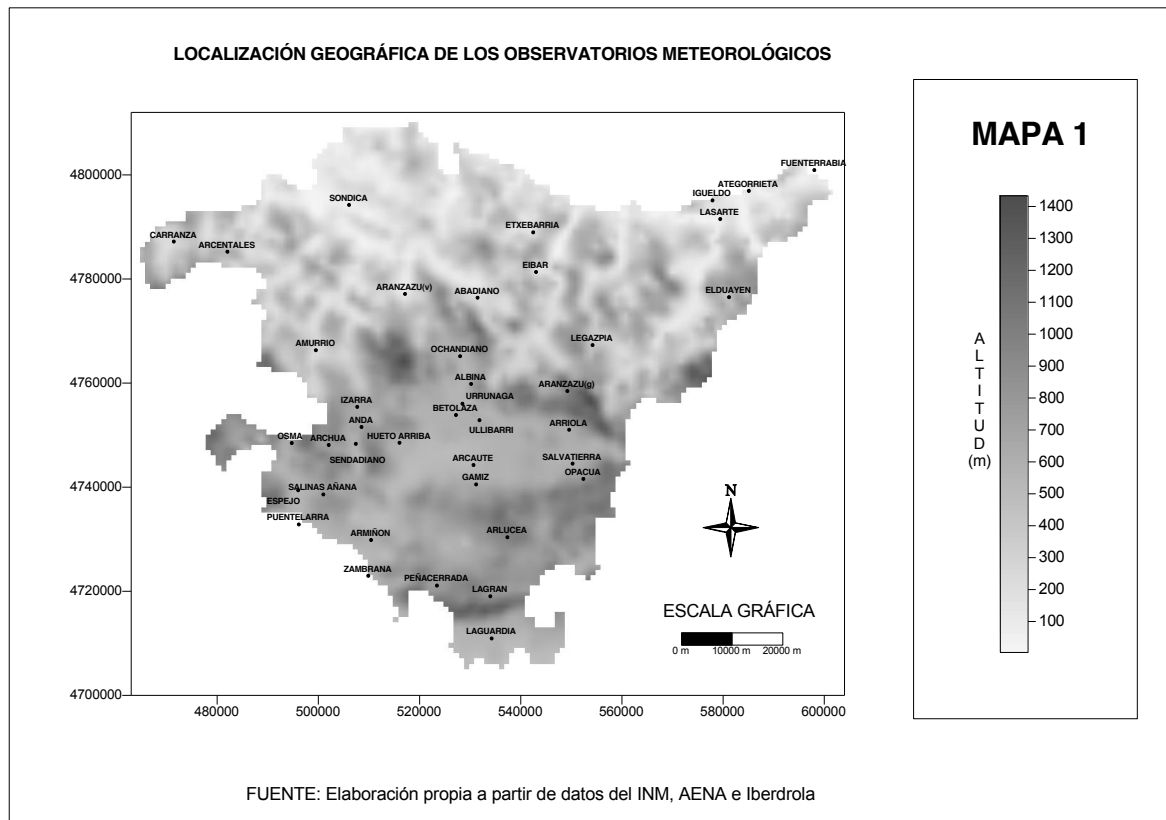 LOCALIZACIÓN GEOGRÁFICA DE LOS OBSERVATORIOS METEOROLÓGICOS
MAPA 1
4800000
4780000
4760000
4740000
4720000
4700000
480000
500000
520000
540000
560000
580000
600000
FUENTERRABIA
ATEGORRIETA
IGUELDO
LASARTE
SONDICA
ETXEBARRIA
CARRANZA
ARCENTALES
EIBAR
ARANZAZU(v)
ABADIANO
ELDUAYEN
LEGAZPIA
AMURRIO
OCHANDIANO
ALBINA
ARANZAZU(g)
URRUNAGA
IZARRA
BETOLAZA
ANDA
ULLIBARRI
ARRIOLA
OSMA
ARCHUA
HUETO ARRIBA
SENDADIANO
ARCAUTE
SALVATIERRA
GAMIZ
OPACUA
SALINAS AÑANA
ESPEJO
PUENTELARRA
ARMIÑON
ARLUCEA
ZAMBRANA
PEÑACERRADA
LAGRAN
LAGUARDIA
N
ESCALA GRÁFICA
0 m
10000 m
20000 m
ALTITUD
(m)
1400
1300
1200
1100
1000
900
800
700
600
500
400
300
200
100
FUENTE: Elaboración propia a partir de datos del INM, AENA e Iberdrola